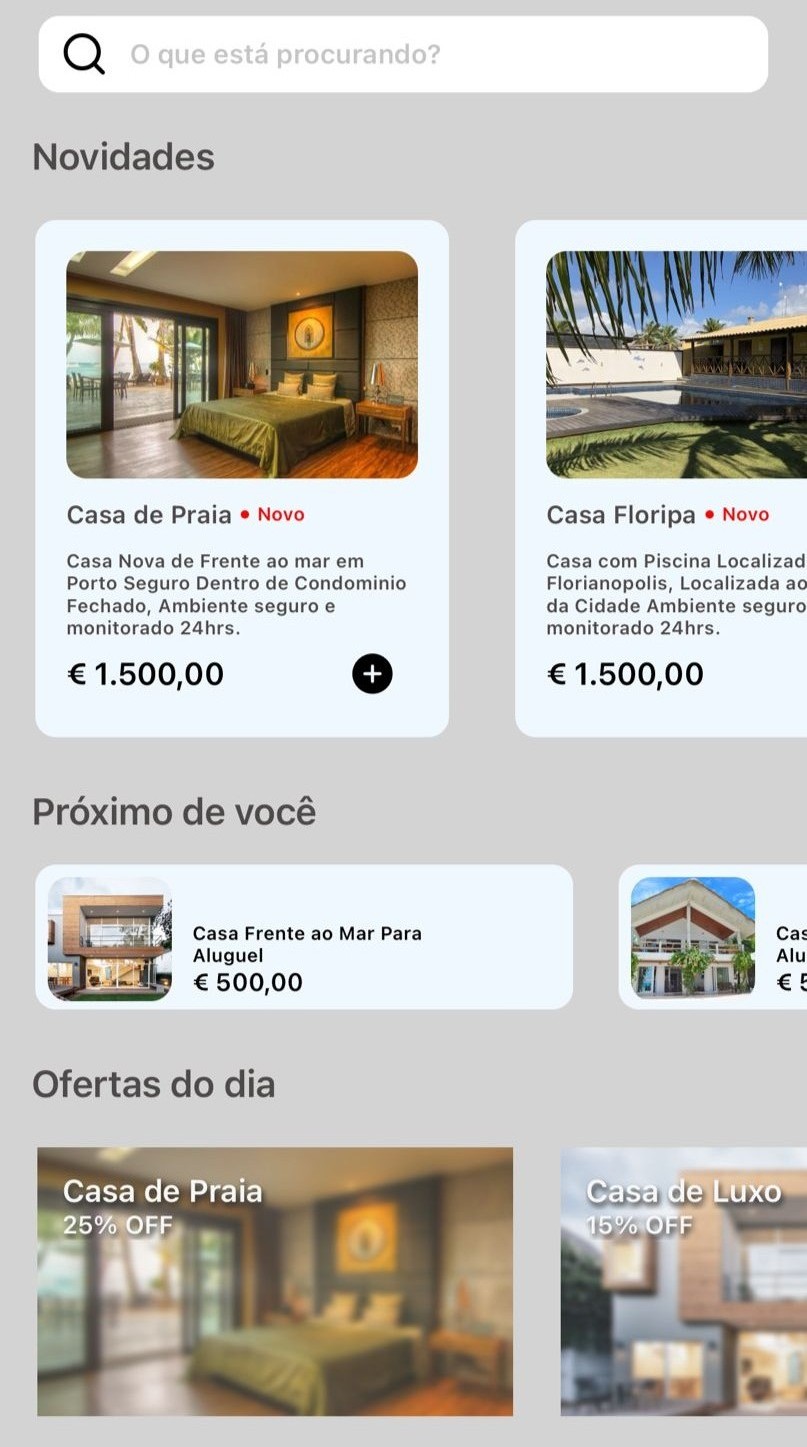 O que está procurando?
Novidades
Casa de Praia • Novo
Casa Nova de Frente ao mar em
Porto Seguro Dentro de Condominio
Fechado, Ambiente seguro e
monitorado 24hrs.
€ 1.500,00
Casa Floripa • Novo
Casa com Piscina Localizad
Florianopolis, Localizada ao
da Cidade Ambiente seguro
monitorado 24hrs.
€ 1.500,00
Próximo de você
Casa Frente ao Mar Para
Aluguel
€ 500,00
Cas
Alu
€ 5
Ofertas do dia
Casa de Praia
25% OFF
Casa de Luxo
15% OFF